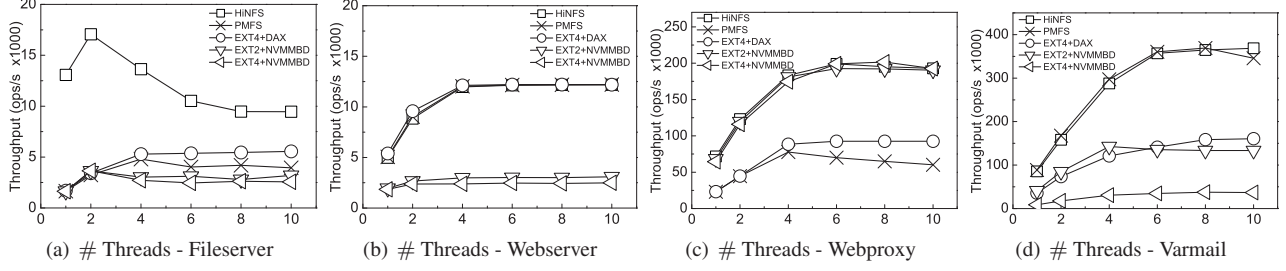 20
15
10
5
0
Throughput (ops/s x1000)
HiNFS
PMFS
EXT4+DAX
EXT2+NVMMBD
EXT4+NVMMBD
0 2 4 6 8 10
(a) # Threads - Fileserver
20
15
10
5
0
Throughput (ops/s x1000)
HiNFS
PMFS
EXT4+DAX
EXT2+NVMMBD
EXT4+NVMMBD
0 2 4 6 8 10
(b) # Threads - Webserver
250
200
150
100
50
0
Throughput (ops/s x1000)
HiNFS
PMFS
EXT4+DAX
EXT2+NVMMBD
EXT4+NVMMBD
0 2 4 6 8 10
(c) # Threads - Webproxy
400
300
200
100
0
Throughput (ops/s x1000)
HiNFS
PMFS
EXT4+DAX
EXT2+NVMMBD
EXT4+NVMMBD
0 2 4 6 8 10
(d) # Threads - Varmail